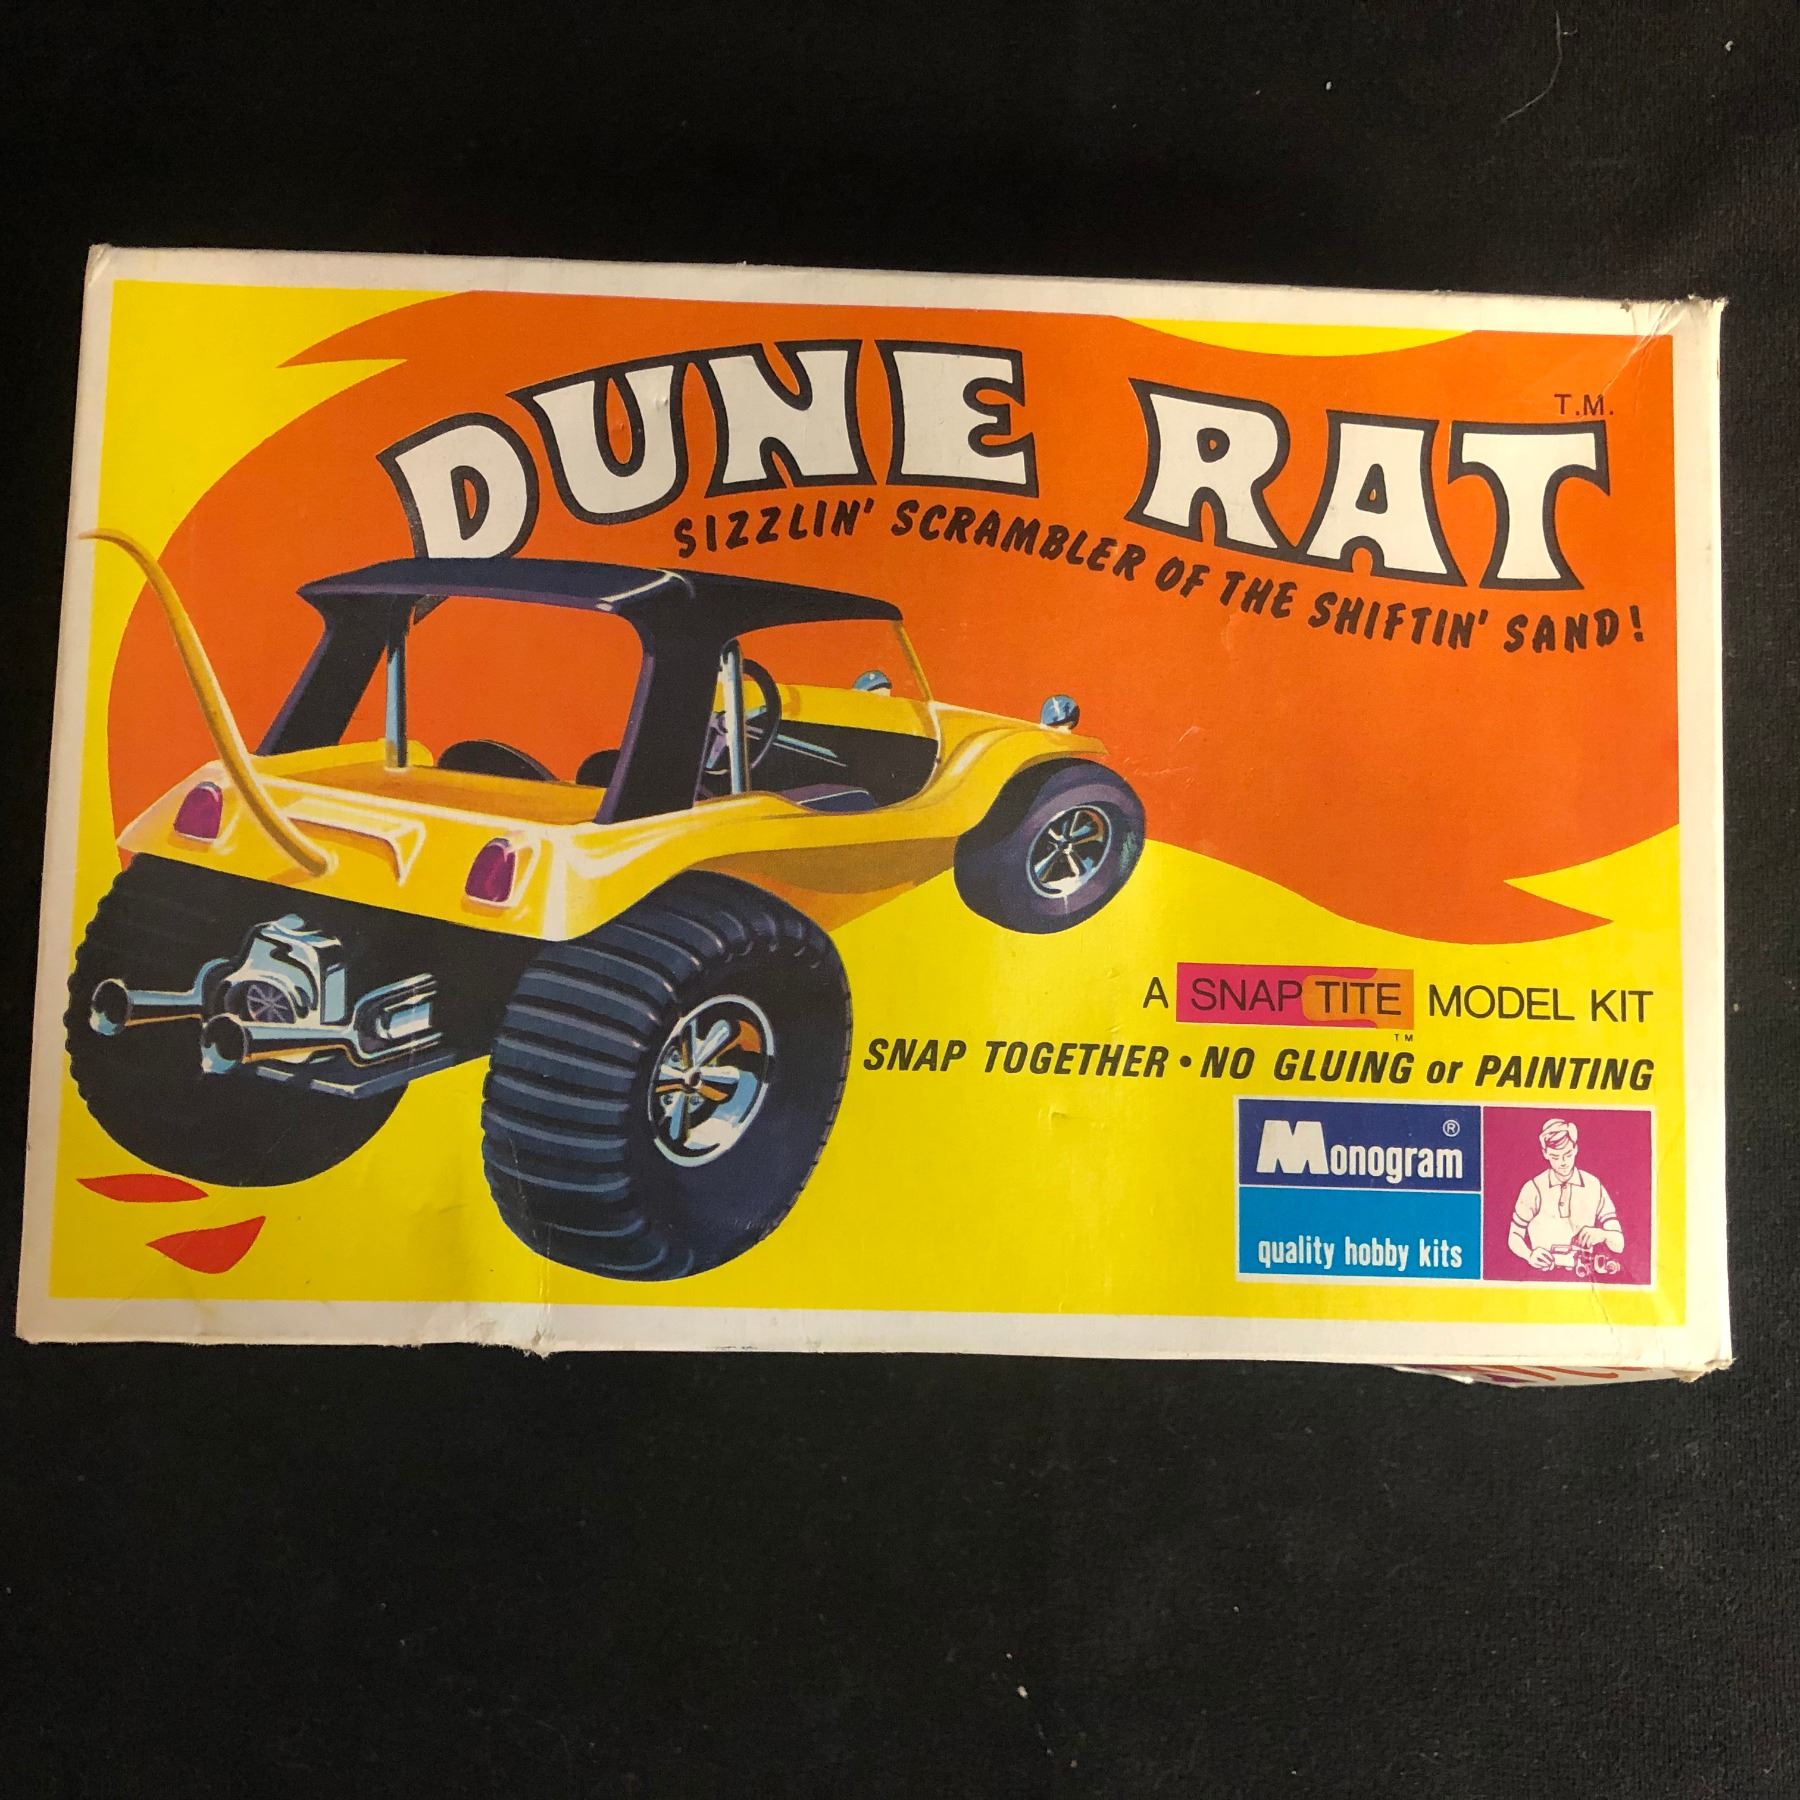 DUNE RAT T.M.
SIZZLIN' SCRAMBLER OF THE SHIFTIN' SAND!
A SNAP TITE MODEL KIT
TM
SNAP TOGETHER • NO GLUING or PAINTING
Monogram ®
quality hobby kits